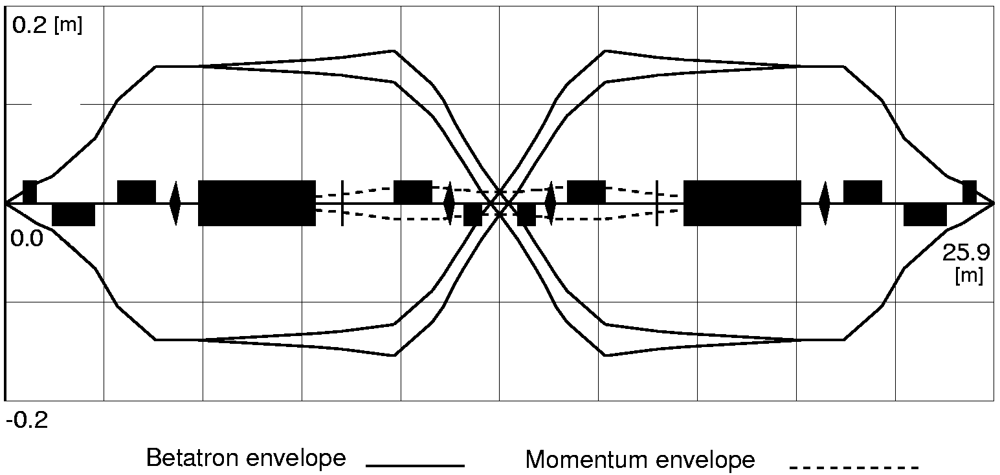 0.2 [m]
0.0
25.9
[m]
-0.2
Betatron envelope
Momentum envelope